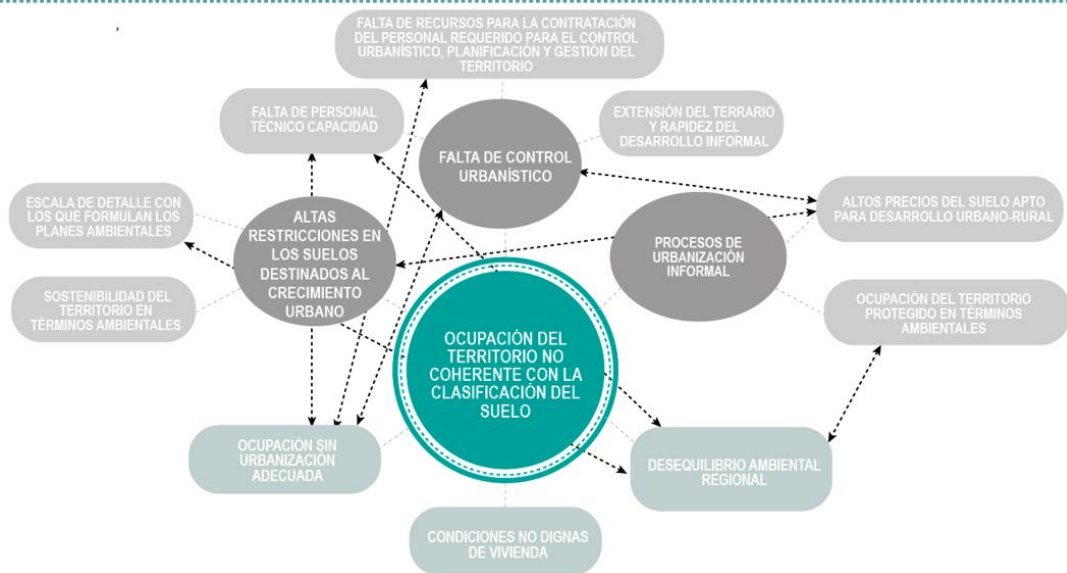 FALTA DE RECURSOS PARA LA CONTRATACIÓN
DEL PERSONAL REQUERIDO PARA EL CONTROL
URBANÍSTICO, PLANIFICACIÓN Y GESTIÓN DEL
TERRITORIO
FALTA DE PERSONAL
TÉCNICO CAPACIDAD
EXTENSIÓN DEL TERRARIO
Y RAPIDEZ DEL
DESARROLLO INFORMAL
FALTA DE CONTROL
URBANÍSTICO
ESCALA DE DETALLE CON
LOS QUE FORMULAN LOS
PLANES AMBIENTALES
ALTAS
RESTRICCIONES EN
LOS SUELOS
DESTINADOS AL
CRECIMIENTO
URBANO
PROCESOS DE
URBANIZACIÓN
INFORMAL
ALTOS PRECIOS DEL SUELO APTO
PARA DESARROLLO URBANO-RURAL
SOSTENIBILIDAD DEL
TERRITORIO EN
TÉRMINOS AMBIENTALES
OCUPACIÓN DEL TERRITORIO
PROTEGIDO EN TÉRMINOS
AMBIENTALES
OCUPACIÓN DEL
TERRITORIO NO
COHERENTE CON LA
CLASIFICACIÓN DEL
SUELO
OCUPACIÓN SIN
URBANIZACIÓN
ADECUADA
DESEQUILIBRIO AMBIENTAL
REGIONAL
CONDICIONES NO DIGNAS
DE VIVIENDA